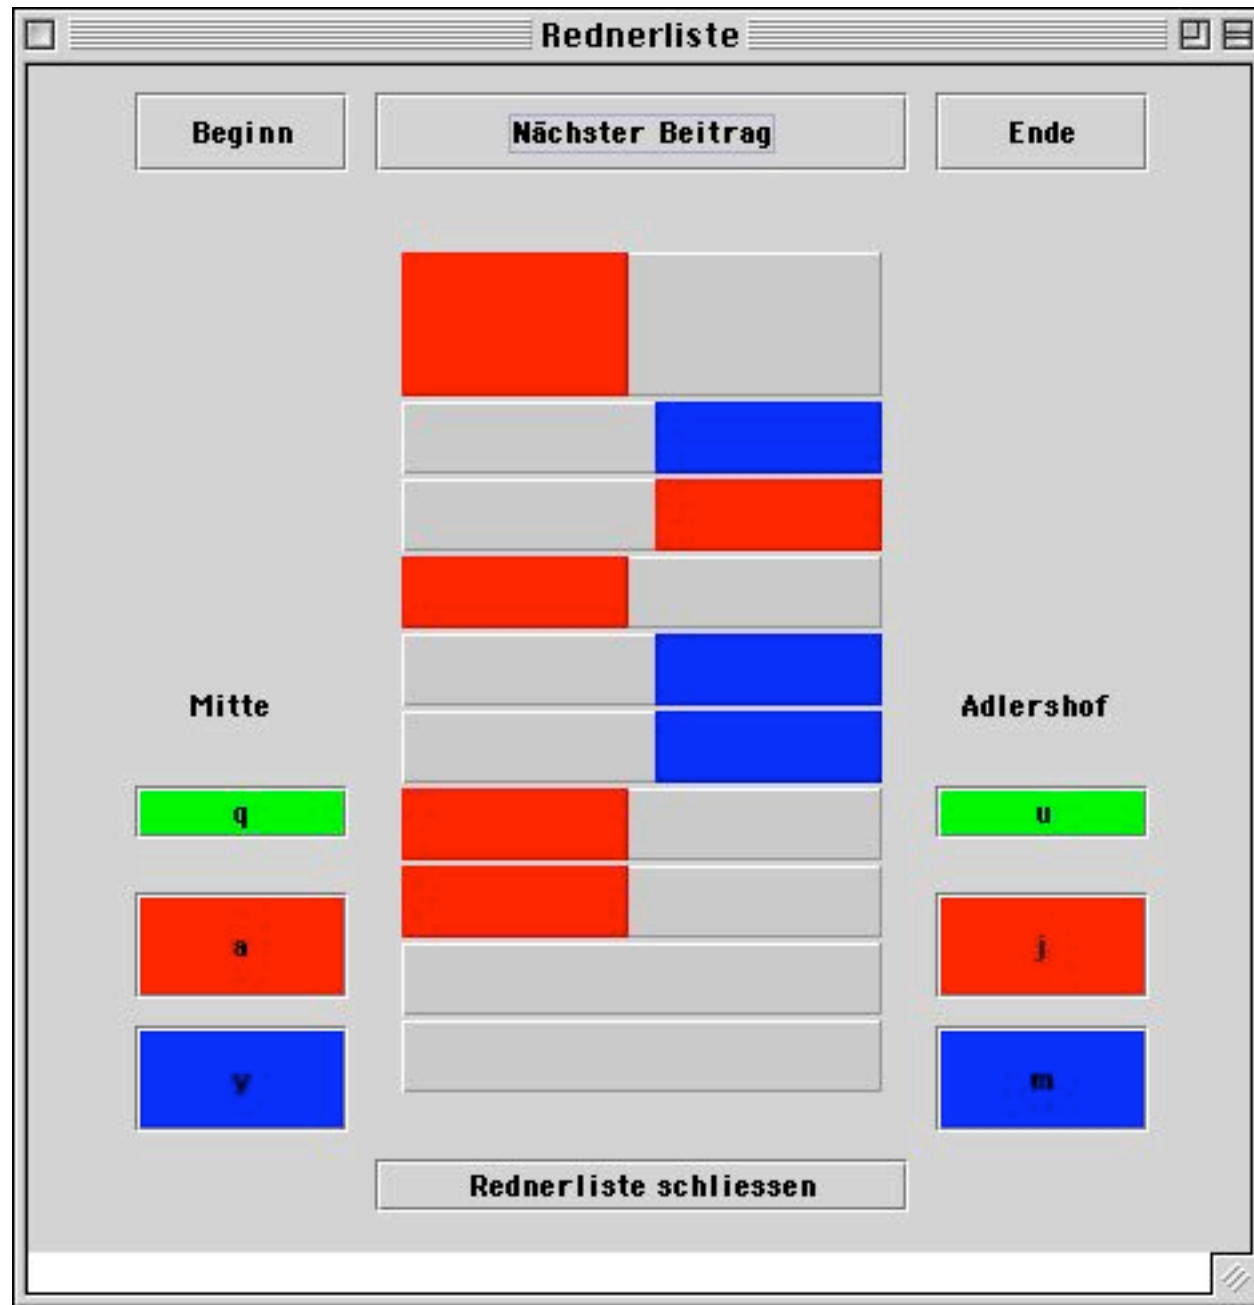 Rednerliste
Beginn
Nächster Beitrag
Ende
Mitte
Adlershof
q
u
a
j
y
m
Rednerliste schliessen